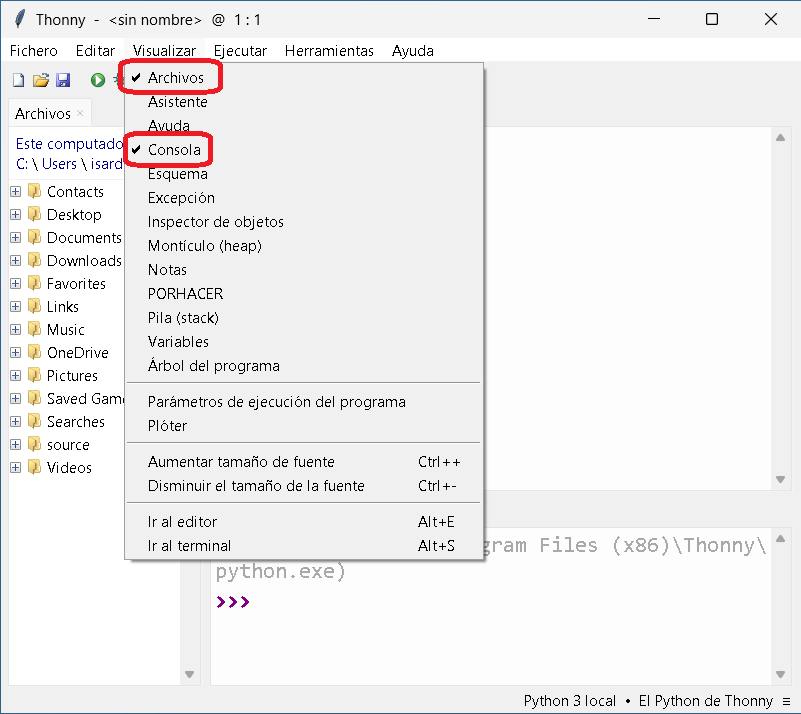 Thonny - <sin nombre> @ 1 : 1
Fichero Editar Visualizar Ejecutar Herramientas Ayuda
Archivos ×
Este computado
C: \ Users \ isard
Contacts
Desktop
Documents
Downloads
Favorites
Links
Music
OneDrive
Pictures
Saved Game
Searches
source
Videos
✓ Archivos
Asistente
Ayuda
✓ Consola
Esquema
Excepción
Inspector de objetos
Montículo (heap)
Notas
PORHACER
Pila (stack)
Variables
Árbol del programa
Parámetros de ejecución del programa
Plóter
Aumentar tamaño de fuente Ctrl++
Disminuir el tamaño de la fuente Ctrl+-
Ir al editor Alt+E
Ir al terminal Alt+S
gram Files (x86)\Thonny\
python.exe)
>>>
Python 3 local • El Python de Thonny ≡